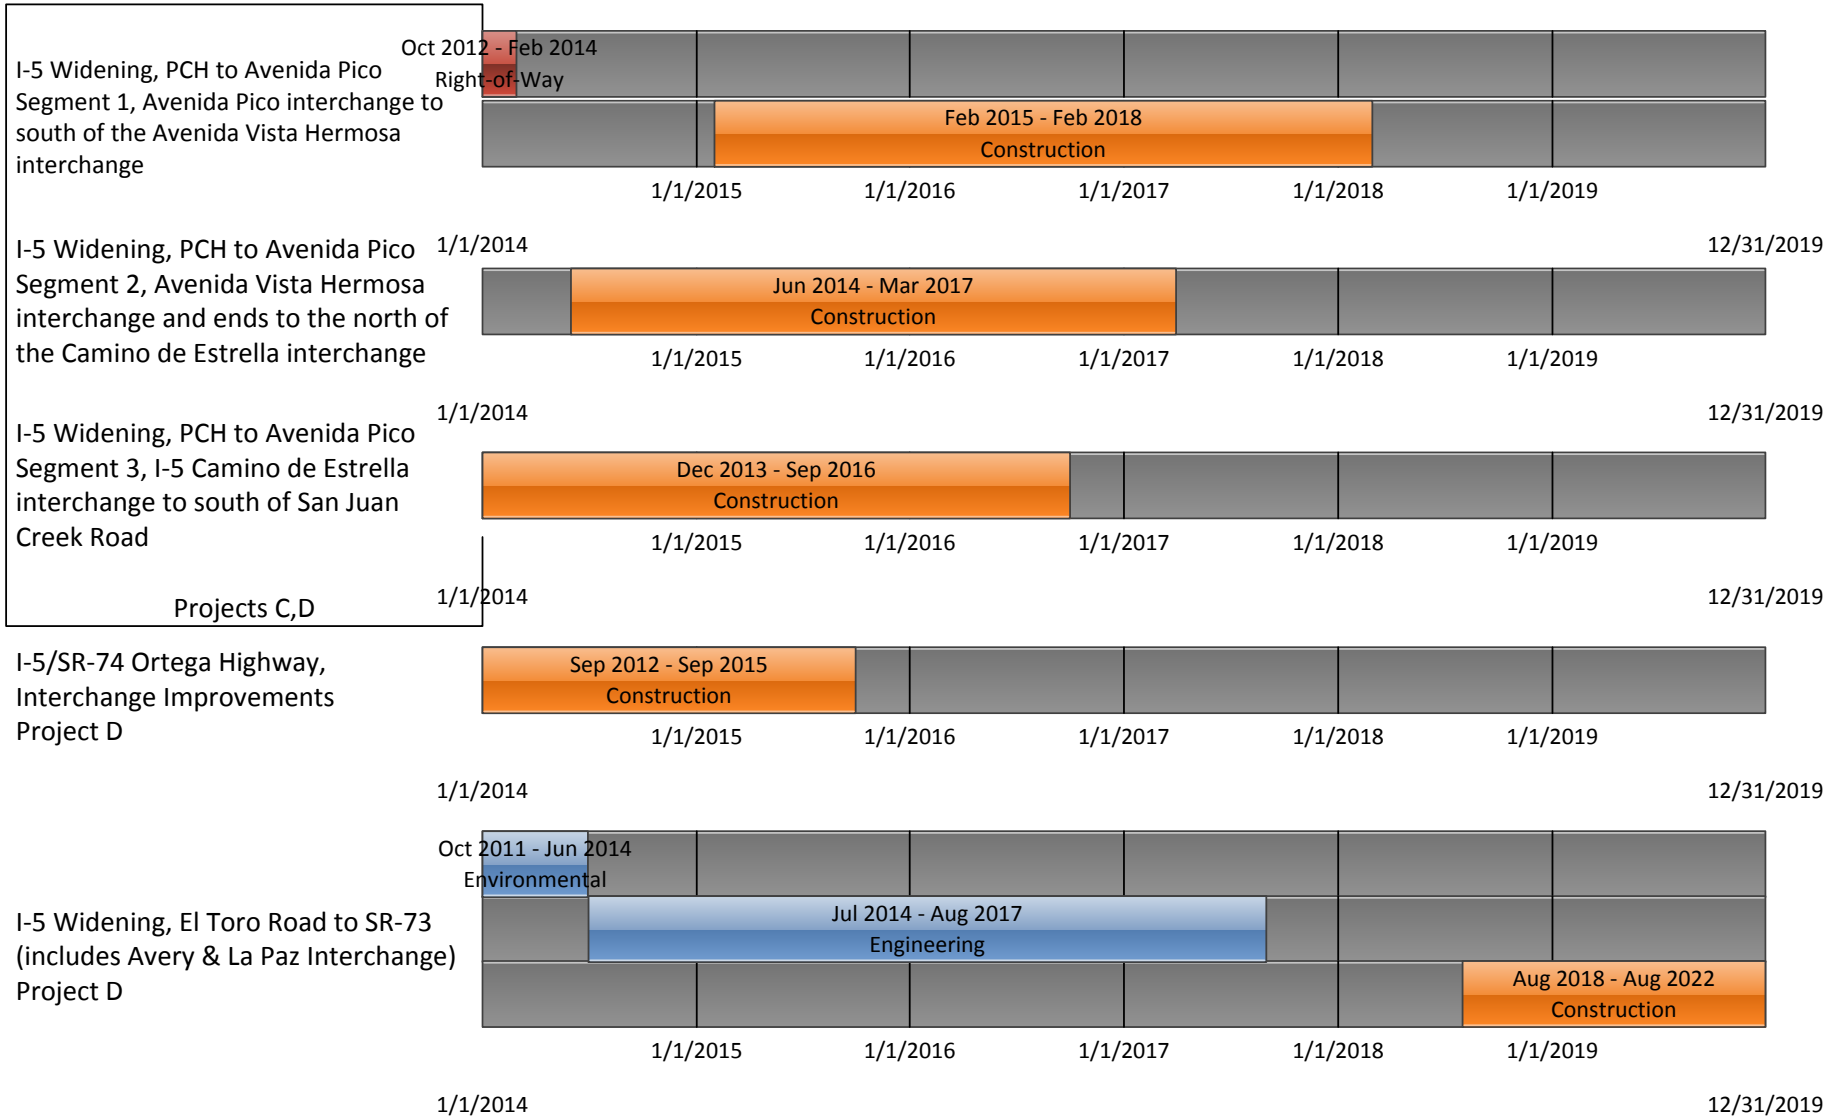 Oct 2012 - Feb 2014
Right-of-Way
I-5 Widening, PCH to Avenida Pico
Segment 1, Avenida Pico interchange to
south of the Avenida Vista Hermosa
interchange
Feb 2015 - Feb 2018
Construction
1/1/2015 1/1/2016 1/1/2017 1/1/2018 1/1/2019
1/1/2014 12/31/2019
I-5 Widening, PCH to Avenida Pico
Segment 2, Avenida Vista Hermosa
interchange and ends to the north of
the Camino de Estrella interchange
Jun 2014 - Mar 2017
Construction
1/1/2015 1/1/2016 1/1/2017 1/1/2018 1/1/2019
1/1/2014 12/31/2019
I-5 Widening, PCH to Avenida Pico
Segment 3, I-5 Camino de Estrella
interchange to south of San Juan
Creek Road
Dec 2013 - Sep 2016
Construction
1/1/2015 1/1/2016 1/1/2017 1/1/2018 1/1/2019
Projects C,D
1/1/2014 12/31/2019
I-5/SR-74 Ortega Highway,
Interchange Improvements
Project D
Sep 2012 - Sep 2015
Construction
1/1/2015 1/1/2016 1/1/2017 1/1/2018 1/1/2019
1/1/2014 12/31/2019
Oct 2011 - Jun 2014
Environmental
I-5 Widening, El Toro Road to SR-73
(includes Avery & La Paz Interchange)
Project D
Jul 2014 - Aug 2017
Engineering
Aug 2018 - Aug 2022
Construction
1/1/2015 1/1/2016 1/1/2017 1/1/2018 1/1/2019
1/1/2014 12/31/2019